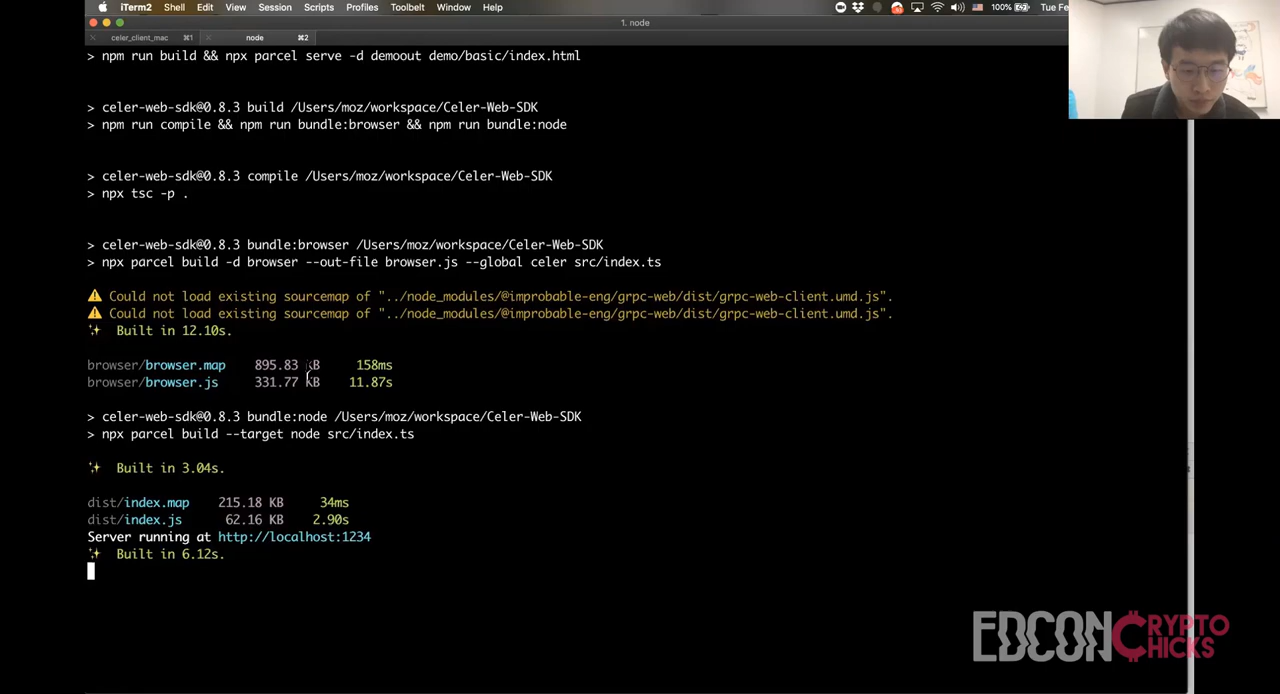 iTerm2 Shell Edit View Session Scripts Profiles Toolbelt Window Help 100% Tue Fe
1. node
celer_client_mac ⌘1 node ⌘2
> npm run build && npx parcel serve -d demoout demo/basic/index.html
> celer-web-sdk@0.8.3 build /Users/moz/workspace/Celer-Web-SDK
> npm run compile && npm run bundle:browser && npm run bundle:node
> celer-web-sdk@0.8.3 compile /Users/moz/workspace/Celer-Web-SDK
> npx tsc -p .
> celer-web-sdk@0.8.3 bundle:browser /Users/moz/workspace/Celer-Web-SDK
> npx parcel build -d browser --out-file browser.js --global celer src/index.ts
⚠️ Could not load existing sourcemap of "../node_modules/@improbable-eng/grpc-web/dist/grpc-web-client.umd.js".
⚠️ Could not load existing sourcemap of "../node_modules/@improbable-eng/grpc-web/dist/grpc-web-client.umd.js".
✨ Built in 12.10s.
browser/browser.map 895.83 KB 158ms
browser/browser.js 331.77 KB 11.87s
> celer-web-sdk@0.8.3 bundle:node /Users/moz/workspace/Celer-Web-SDK
> npx parcel build --target node src/index.ts
✨ Built in 3.04s.
dist/index.map 215.18 KB 34ms
dist/index.js 62.16 KB 2.90s
Server running at http://localhost:1234
✨ Built in 6.12s.
EDCON CRYPTO CHICKS